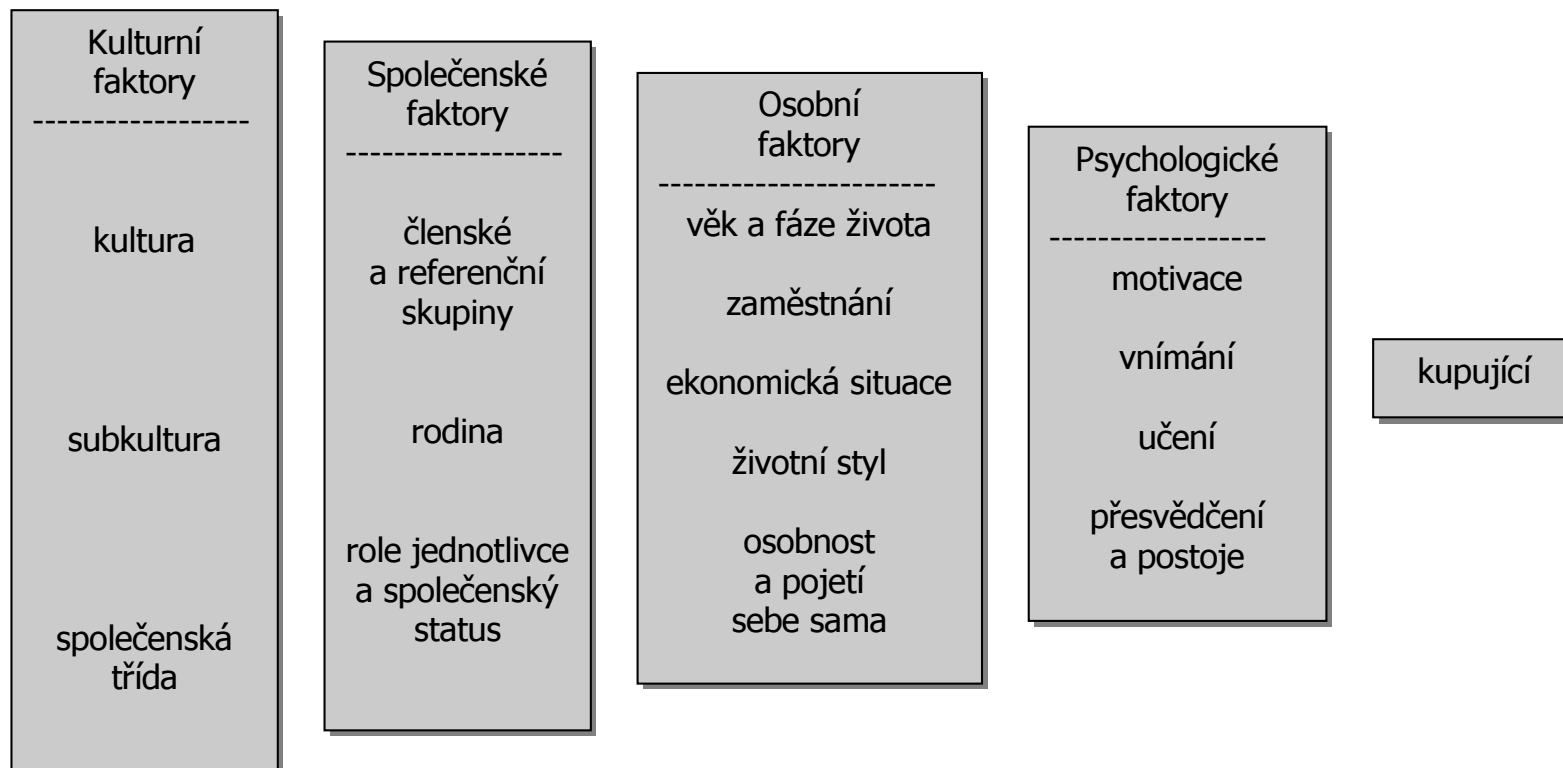 Kulturní
faktory
------------------
kultura
subkultura
společenská
třída
Společenské
faktory
------------------
členské
a referenční
skupiny
rodina
role jednotlivce
a společenský
status
Osobní
faktory
-----------------------
věk a fáze života
zaměstnání
ekonomická situace
životní styl
osobnost
a pojetí
sebe sama
Psychologické
faktory
------------------
motivace
vnímání
učení
přesvědčení
a postoje
kupující